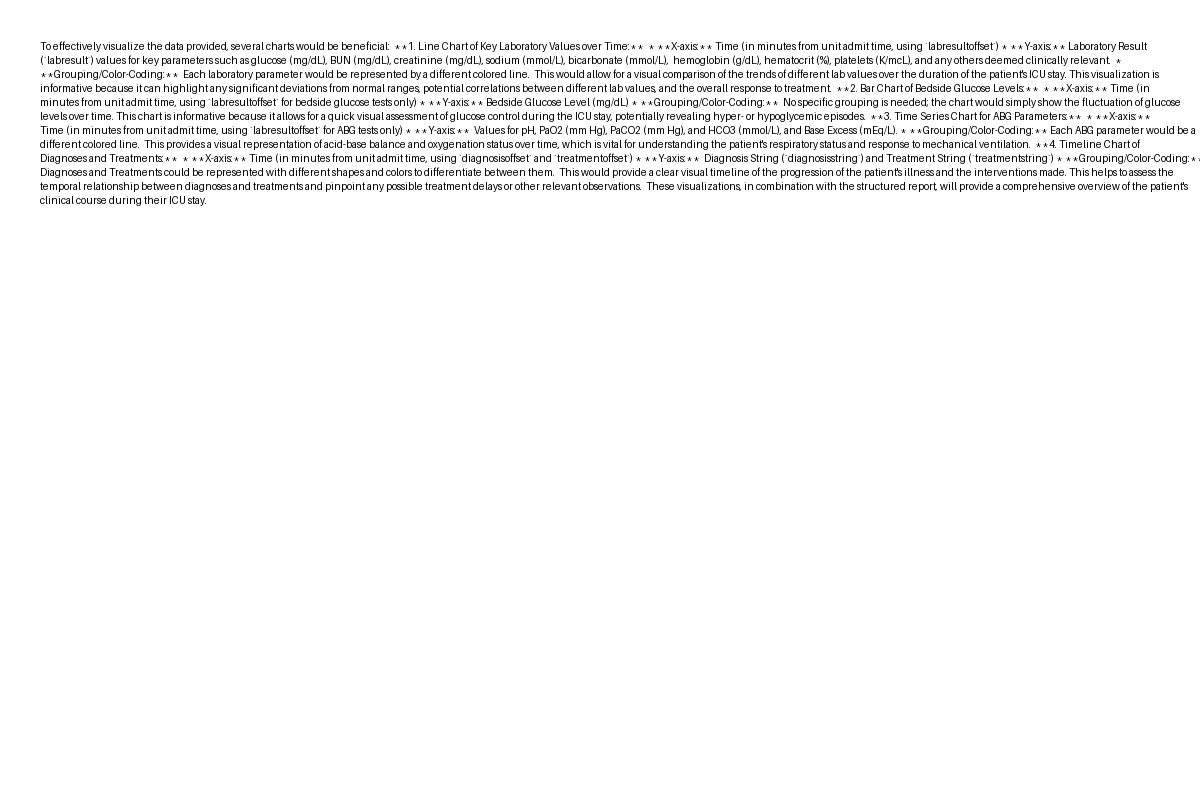 To effectively visualize the data provided, several charts would be beneficial:  **1. Line Chart of Key Laboratory Values over Time:**  * **X-axis:** Time (in minutes from unit admit time, using `labresultoffset`) * **Y-axis:** Laboratory Result
(`labresult`) values for key parameters such as glucose (mg/dL), BUN (mg/dL), creatinine (mg/dL), sodium (mmol/L), bicarbonate (mmol/L),  hemoglobin (g/dL), hematocrit (%), platelets (K/mcL), and any others deemed clinically relevant.  *
**Grouping/Color-Coding:**  Each laboratory parameter would be represented by a different colored line.  This would allow for a visual comparison of the trends of different lab values over the duration of the patient's ICU stay. This visualization is
informative because it can highlight any significant deviations from normal ranges, potential correlations between different lab values, and the overall response to treatment.  **2. Bar Chart of Bedside Glucose Levels:**  * **X-axis:** Time (in
minutes from unit admit time, using `labresultoffset` for bedside glucose tests only) * **Y-axis:** Bedside Glucose Level (mg/dL) * **Grouping/Color-Coding:**  No specific grouping is needed; the chart would simply show the fluctuation of glucose
levels over time. This chart is informative because it allows for a quick visual assessment of glucose control during the ICU stay, potentially revealing hyper- or hypoglycemic episodes.  **3. Time Series Chart for ABG Parameters:**  * **X-axis:**
Time (in minutes from unit admit time, using `labresultoffset` for ABG tests only) * **Y-axis:**  Values for pH, PaO2 (mm Hg), PaCO2 (mm Hg), and HCO3 (mmol/L), and Base Excess (mEq/L). * **Grouping/Color-Coding:** Each ABG parameter would be a
different colored line.  This provides a visual representation of acid-base balance and oxygenation status over time, which is vital for understanding the patient's respiratory status and response to mechanical ventilation.  **4. Timeline Chart of
Diagnoses and Treatments:**  * **X-axis:** Time (in minutes from unit admit time, using `diagnosisoffset` and `treatmentoffset`) * **Y-axis:**  Diagnosis String (`diagnosisstring`) and Treatment String (`treatmentstring`) * **Grouping/Color-Coding:**
Diagnoses and Treatments could be represented with different shapes and colors to differentiate between them.  This would provide a clear visual timeline of the progression of the patient's illness and the interventions made. This helps to assess the
temporal relationship between diagnoses and treatments and pinpoint any possible treatment delays or other relevant observations.  These visualizations, in combination with the structured report, will provide a comprehensive overview of the patient's
clinical course during their ICU stay.